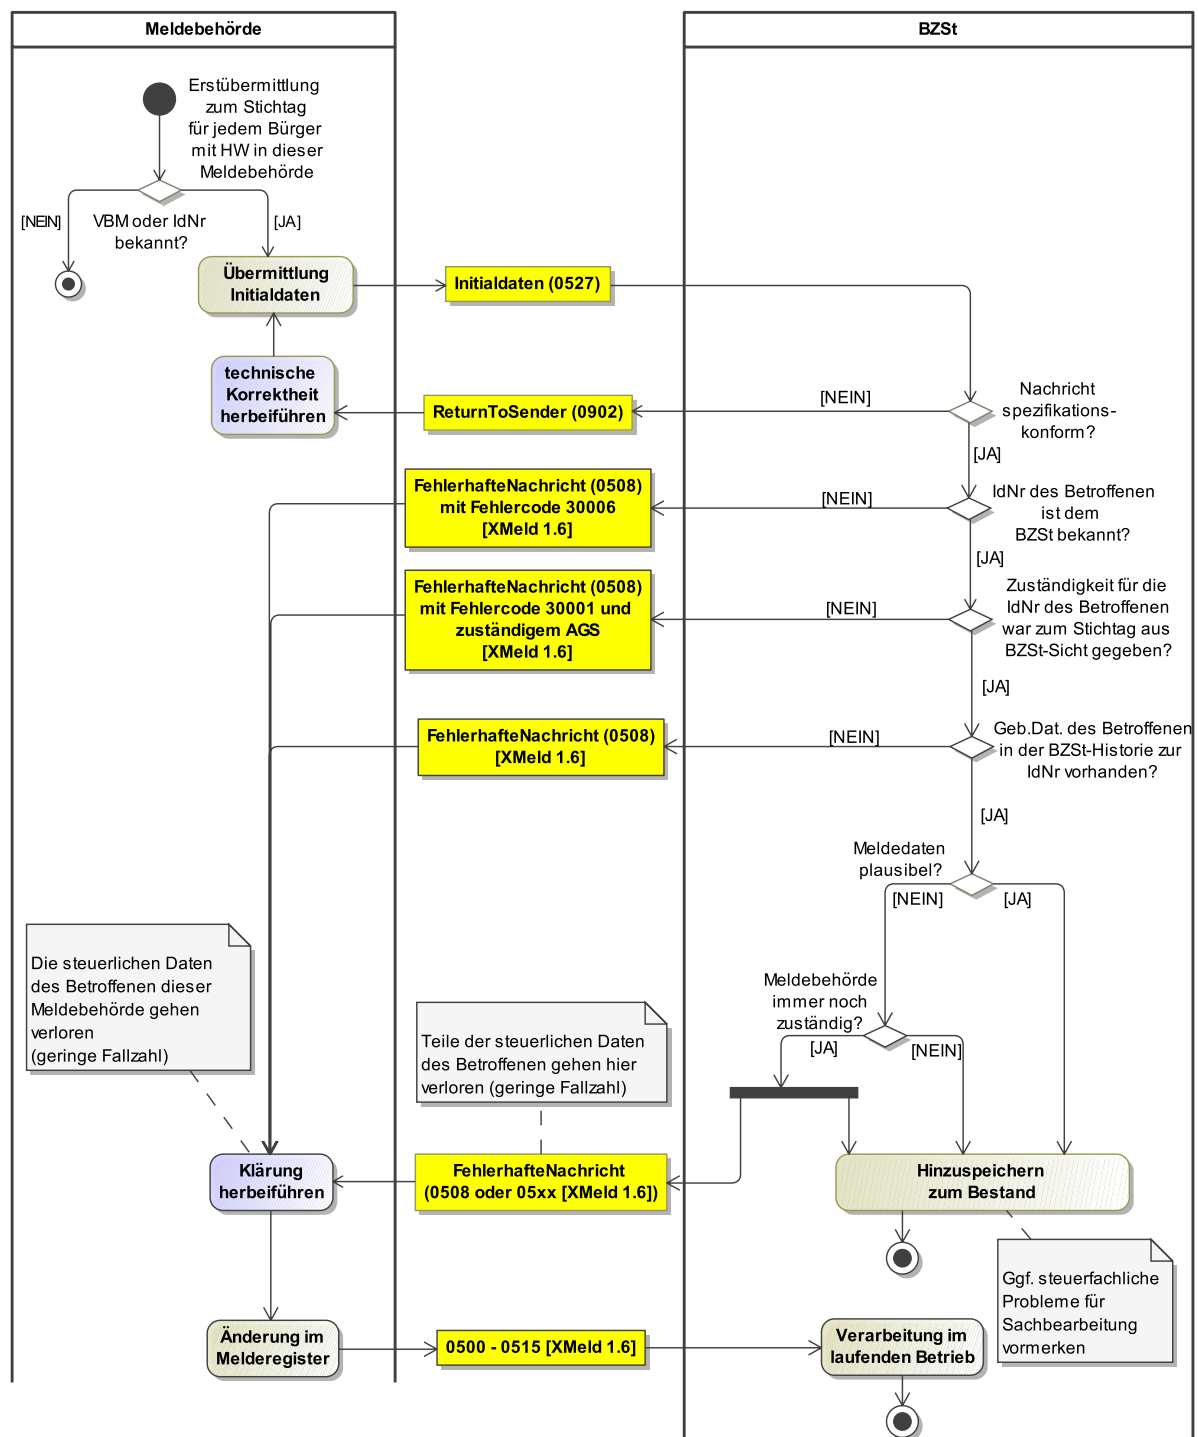 Meldebehörde
BZSt
Erstübermittlung
zum Stichtag
für jedem Bürger
mit HW in dieser
Meldebehörde
[NEIN]
VBM oder IdNr
bekannt?
[JA]
Übermittlung
Initialdaten
Initialdaten (0527)
technische
Korrektheit
herbeiführen
ReturnToSender (0902)
[NEIN]
Nachricht
spezifikations-
konform?
[JA]
FehlerhafteNachricht (0508)
mit Fehlercode 30006
[XMeld 1.6]
[NEIN]
IdNr des Betroffenen
ist dem
BZSt bekannt?
[JA]
FehlerhafteNachricht (0508)
mit Fehlercode 30001 und
zuständigem AGS
[XMeld 1.6]
[NEIN]
Zuständigkeit für die
IdNr des Betroffenen
war zum Stichtag aus
BZSt-Sicht gegeben?
[JA]
FehlerhafteNachricht (0508)
[XMeld 1.6]
[NEIN]
Geb.Dat. des Betroffenen
in der BZSt-Historie zur
IdNr vorhanden?
[JA]
Meldedaten
plausibel?
[NEIN]
[JA]
Die steuerlichen Daten
des Betroffenen dieser
Meldebehörde gehen
verloren
(geringe Fallzahl)
Teile der steuerlichen Daten
des Betroffenen gehen hier
verloren (geringe Fallzahl)
Meldebehörde
immer noch
zuständig?
[JA]
[NEIN]
Klärung
herbeiführen
FehlerhafteNachricht
(0508 oder 05xx [XMeld 1.6])
Hinzuspeichern
zum Bestand
Ggf. steuerfachliche
Probleme für
Sachbearbeitung
vormerken
Änderung im
Melderegister
0500 - 0515 [XMeld 1.6]
Verarbeitung im
laufenden Betrieb